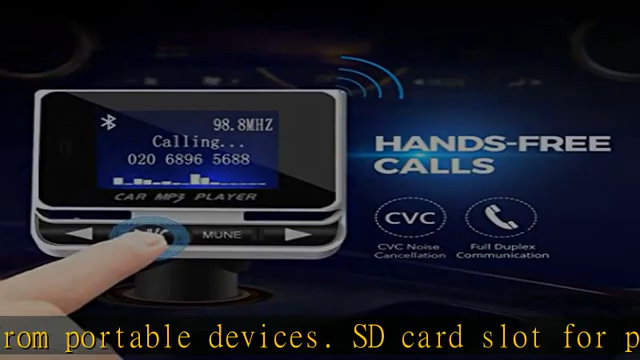 98.8MHZ
Calling...
020 6896 5688
CAR MP3 PLAYER
MUNE
HANDS-FREE
CALLS
CVC
CVC Noise
Cancellation
Full Duplex
Communication
from portable devices. SD card slot for p